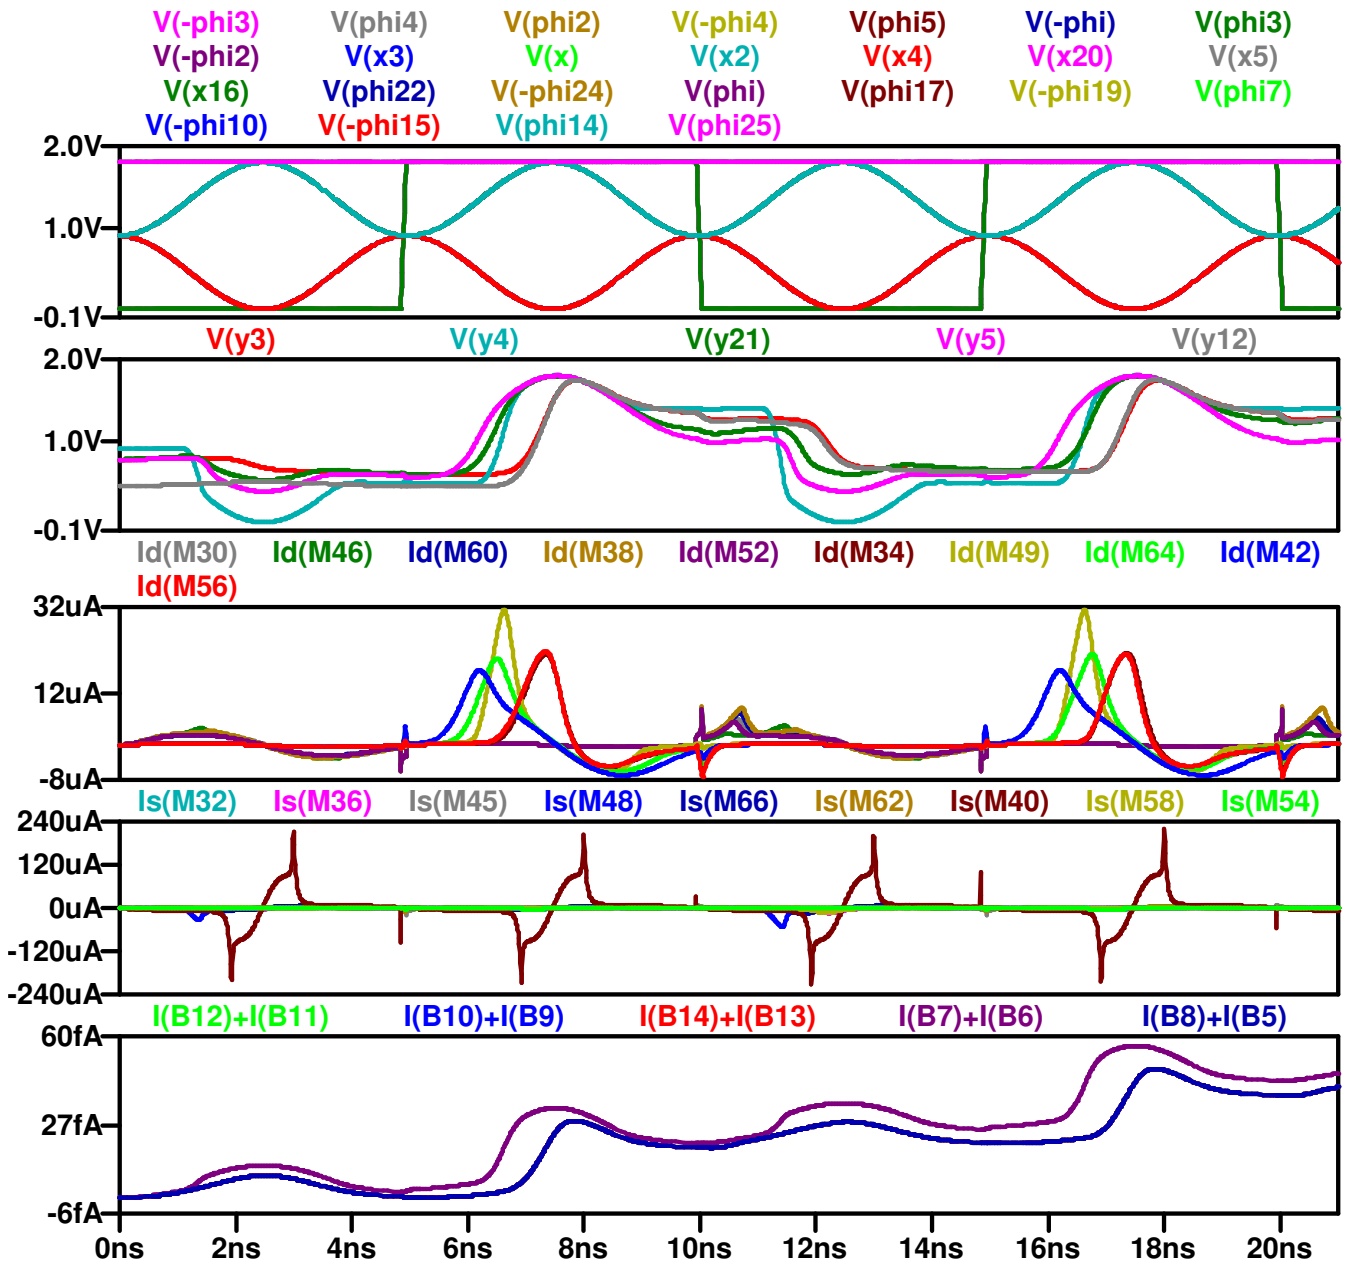 V(-phi3) V(phi4) V(phi2) V(-phi4) V(phi5) V(-phi) V(phi3)
V(-phi2) V(x3) V(x) V(x2) V(x4) V(x20) V(x5)
V(x16) V(phi22) V(-phi24) V(phi) V(phi17) V(-phi19) V(phi7)
V(-phi10) V(-phi15) V(phi14) V(phi25)
2.0V
1.0V
-0.1V
V(y3) V(y4) V(y21) V(y5) V(y12)
2.0V
1.0V
-0.1V
Id(M30) Id(M46) Id(M60) Id(M38) Id(M52) Id(M34) Id(M49) Id(M64) Id(M42)
Id(M56)
32uA
12uA
-8uA
Is(M32) Is(M36) Is(M45) Is(M48) Is(M66) Is(M62) Is(M40) Is(M58) Is(M54)
240uA
120uA
0uA
-120uA
-240uA
I(B12)+I(B11) I(B10)+I(B9) I(B14)+I(B13) I(B7)+I(B6) I(B8)+I(B5)
60fA
27fA
-6fA
0ns 2ns 4ns 6ns 8ns 10ns 12ns 14ns 16ns 18ns 20ns